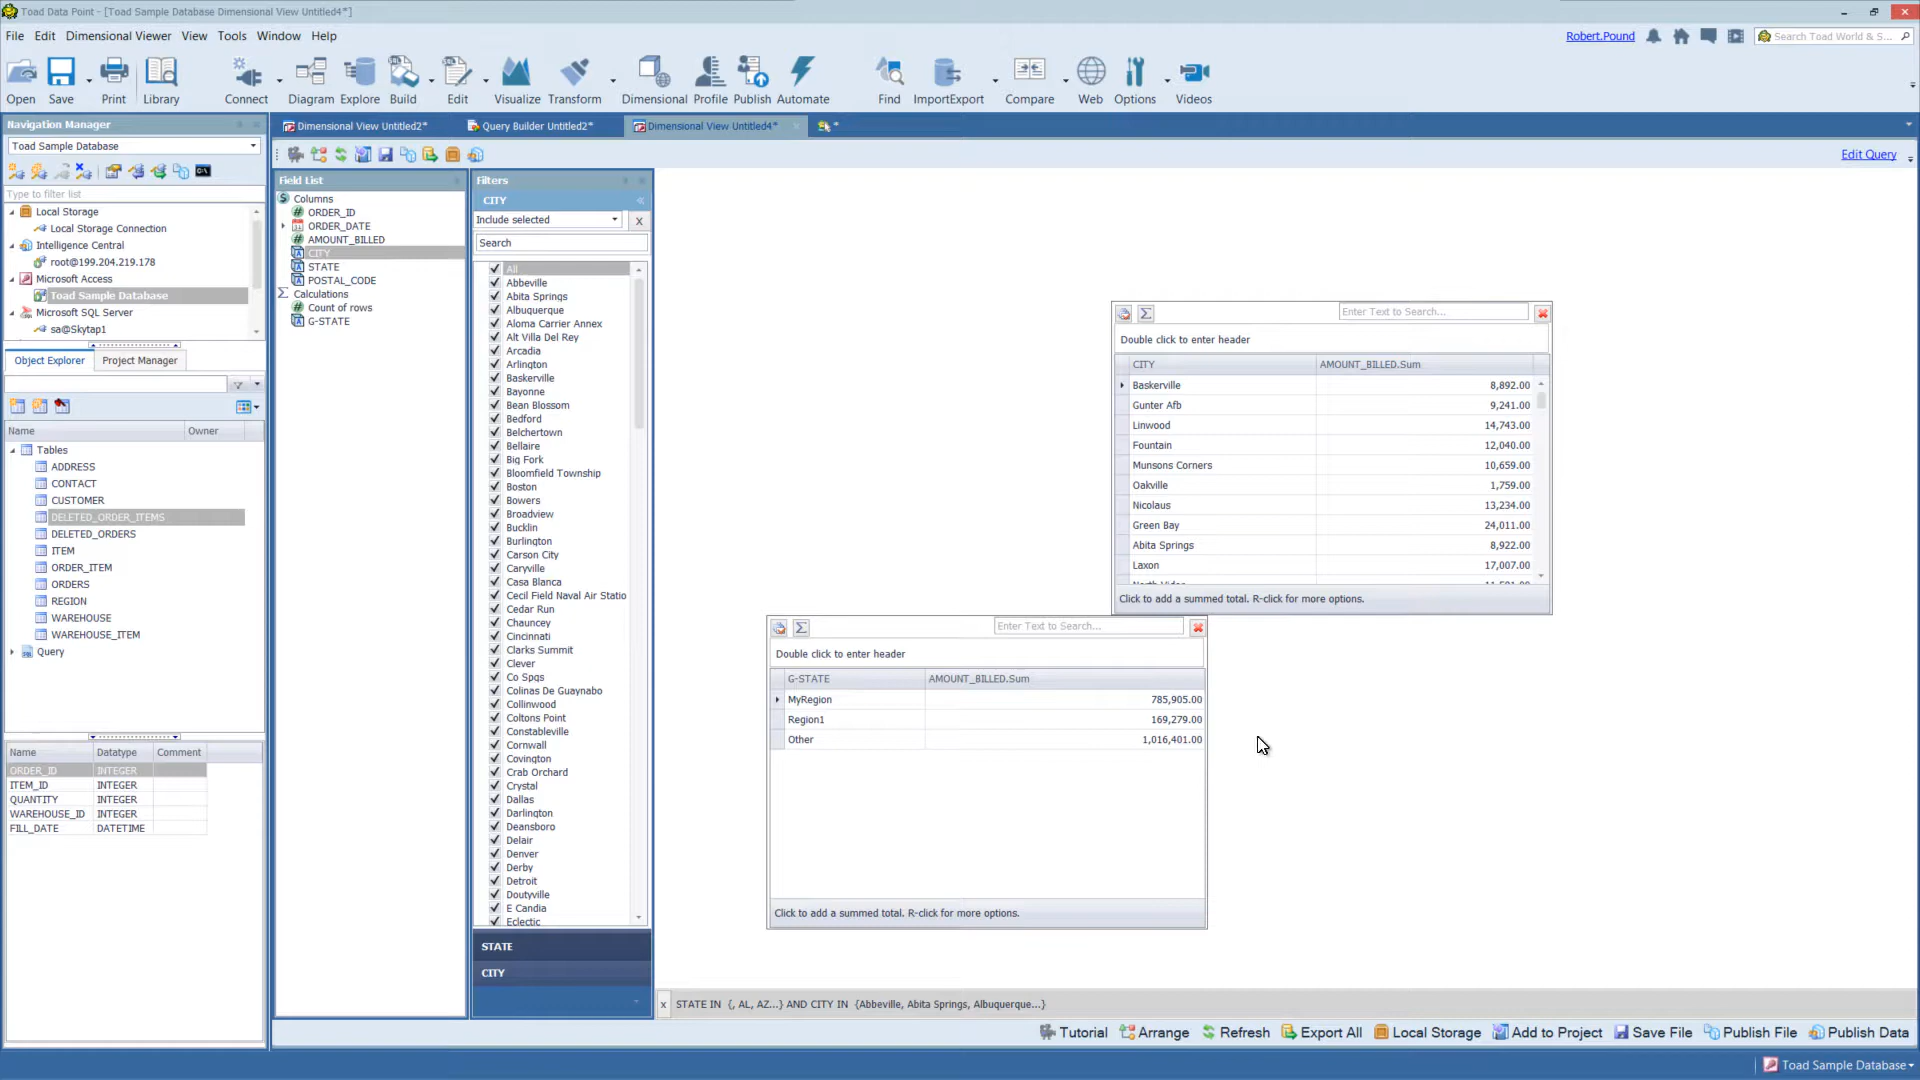 Toad Data Point - [Toad Sample Database Dimensional View Untitled4*]
File Edit Dimensional Viewer View Tools Window Help
Robert.Pound
Search Toad World & S...
Open Save Print Library Connect Diagram Explore Build Edit Visualize Transform Dimensional Profile Publish Automate Find ImportExport Compare Web Options Videos
Navigation Manager
Toad Sample Database
Type to filter list
Local Storage
Local Storage Connection
Intelligence Central
root@199.204.219.178
Microsoft Access
Toad Sample Database
Microsoft SQL Server
sa@Skytap1
Object Explorer Project Manager
Name Owner
Tables
ADDRESS
CONTACT
CUSTOMER
DELETED_ORDER_ITEMS
DELETED_ORDERS
ITEM
ORDER_ITEM
ORDERS
REGION
WAREHOUSE
WAREHOUSE_ITEM
Query
Name Datatype Comment
ORDER_ID INTEGER
ITEM_ID INTEGER
QUANTITY INTEGER
WAREHOUSE_ID INTEGER
FILL_DATE DATETIME
Dimensional View Untitled2* Query Builder Untitled2* Dimensional View Untitled4* *
Edit Query
Field List
Columns
ORDER_ID
ORDER_DATE
AMOUNT_BILLED
CITY
STATE
POSTAL_CODE
Calculations
Count of rows
G-STATE
Filters
CITY
Include selected X
Search
All
Abbeville
Abita Springs
Albuquerque
Aloma Carrier Annex
Alt Villa Del Rey
Arcadia
Arlington
Baskerville
Bayonne
Bean Blossom
Bedford
Belchertown
Bellaire
Big Fork
Bloomfield Township
Boston
Bowers
Broadview
Bucklin
Burlington
Carson City
Caryville
Casa Blanca
Cecil Field Naval Air Statio
Cedar Run
Chauncey
Cincinnati
Clarks Summit
Clever
Co Spqs
Colinas De Guaynabo
Collinwood
Coltons Point
Constableville
Cornwall
Covington
Crab Orchard
Crystal
Dallas
Darlington
Deansboro
Delair
Denver
Derby
Detroit
Doutyville
E Candia
Eclectic
STATE
CITY
Enter Text to Search...
Double click to enter header
CITY AMOUNT_BILLED.Sum
Baskerville 8,892.00
Gunter Afb 9,241.00
Linwood 14,743.00
Fountain 12,040.00
Munsons Corners 10,659.00
Oakville 1,759.00
Nicolaus 13,234.00
Green Bay 24,011.00
Abita Springs 8,922.00
Laxon 17,007.00
Click to add a summed total. R-click for more options.
Enter Text to Search...
Double click to enter header
G-STATE AMOUNT_BILLED.Sum
MyRegion 785,905.00
Region1 169,279.00
Other 1,016,401.00
Click to add a summed total. R-click for more options.
x STATE IN {, AL, AZ...} AND CITY IN {Abbeville, Abita Springs, Albuquerque...}
Tutorial Arrange Refresh Export All Local Storage Add to Project Save File Publish File Publish Data
Toad Sample Database